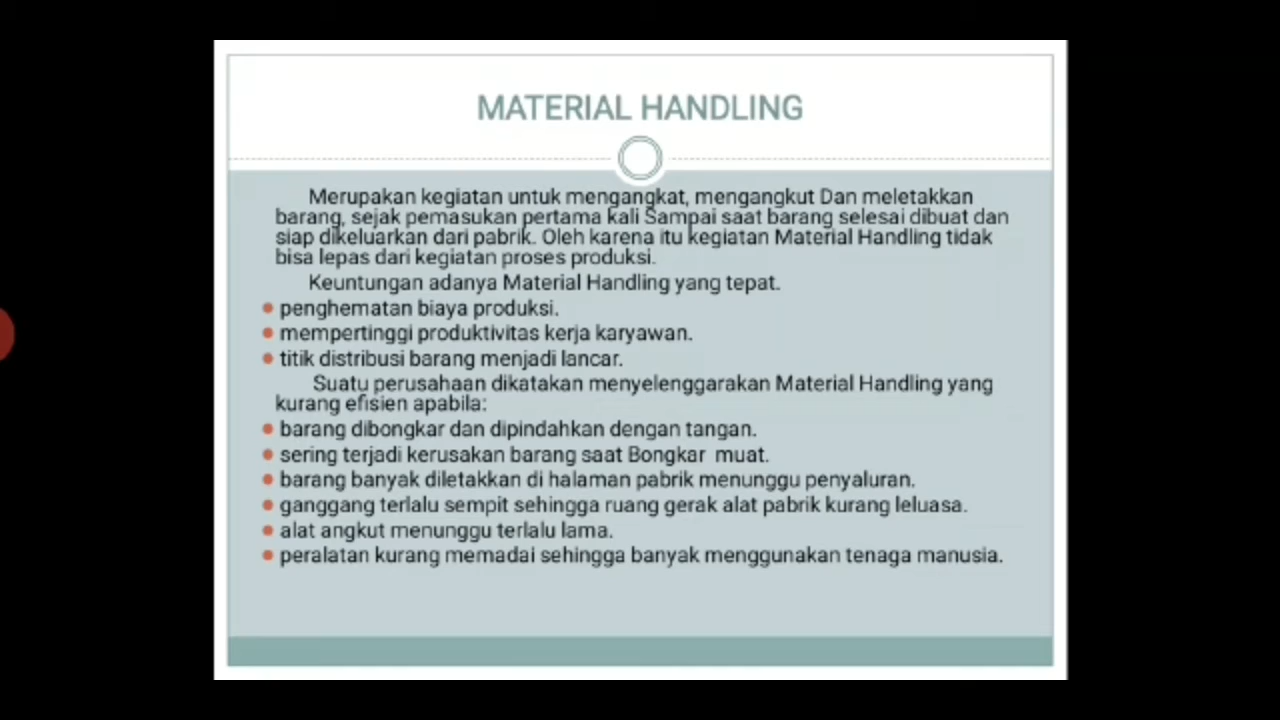 MATERIAL HANDLING
Merupakan kegiatan untuk mengangkat, mengangkut Dan meletakkan
barang, sejak pemasukan pertama kali Sampai saat barang selesai dibuat dan
siap dikeluarkan dari pabrik. Oleh karena itu kegiatan Material Handling tidak
bisa lepas dari kegiatan proses produksi.
Keuntungan adanya Material Handling yang tepat.
penghematan biaya produksi.
mempertinggi produktivitas kerja karyawan.
titik distribusi barang menjadi lancar.
Suatu perusahaan dikatakan menyelenggarakan Material Handling yang
kurang efisien apabila:
barang dibongkar dan dipindahkan dengan tangan.
sering terjadi kerusakan barang saat Bongkar muat.
barang banyak diletakkan di halaman pabrik menunggu penyaluran.
ganggang terlalu sempit sehingga ruang gerak alat pabrik kurang leluasa.
alat angkut menunggu terlalu lama.
peralatan kurang memadai sehingga banyak menggunakan tenaga manusia.